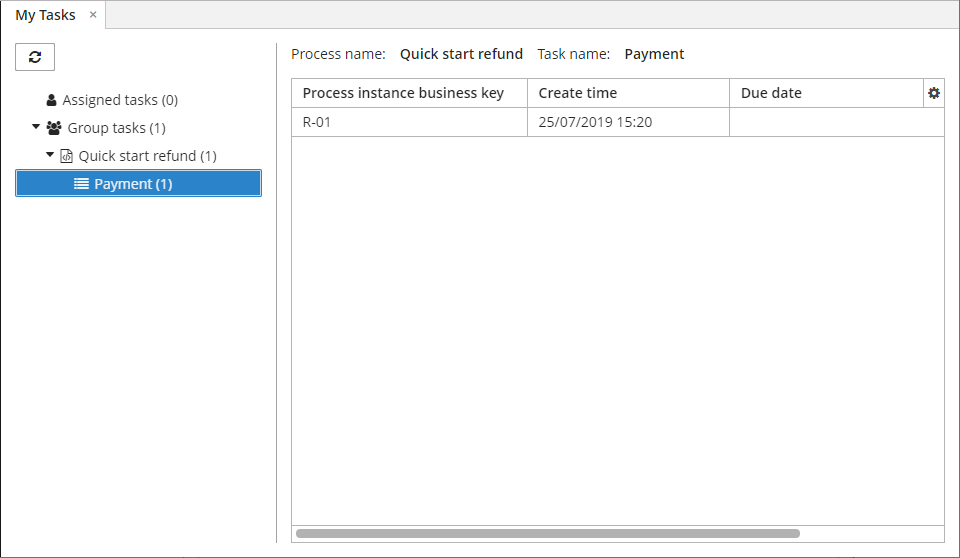 My Tasks ×
Assigned tasks (0)
Group tasks (1)
Quick start refund (1)
Payment (1)
Process name: Quick start refund Task name: Payment
Process instance business key Create time Due date
R-01 25/07/2019 15:20